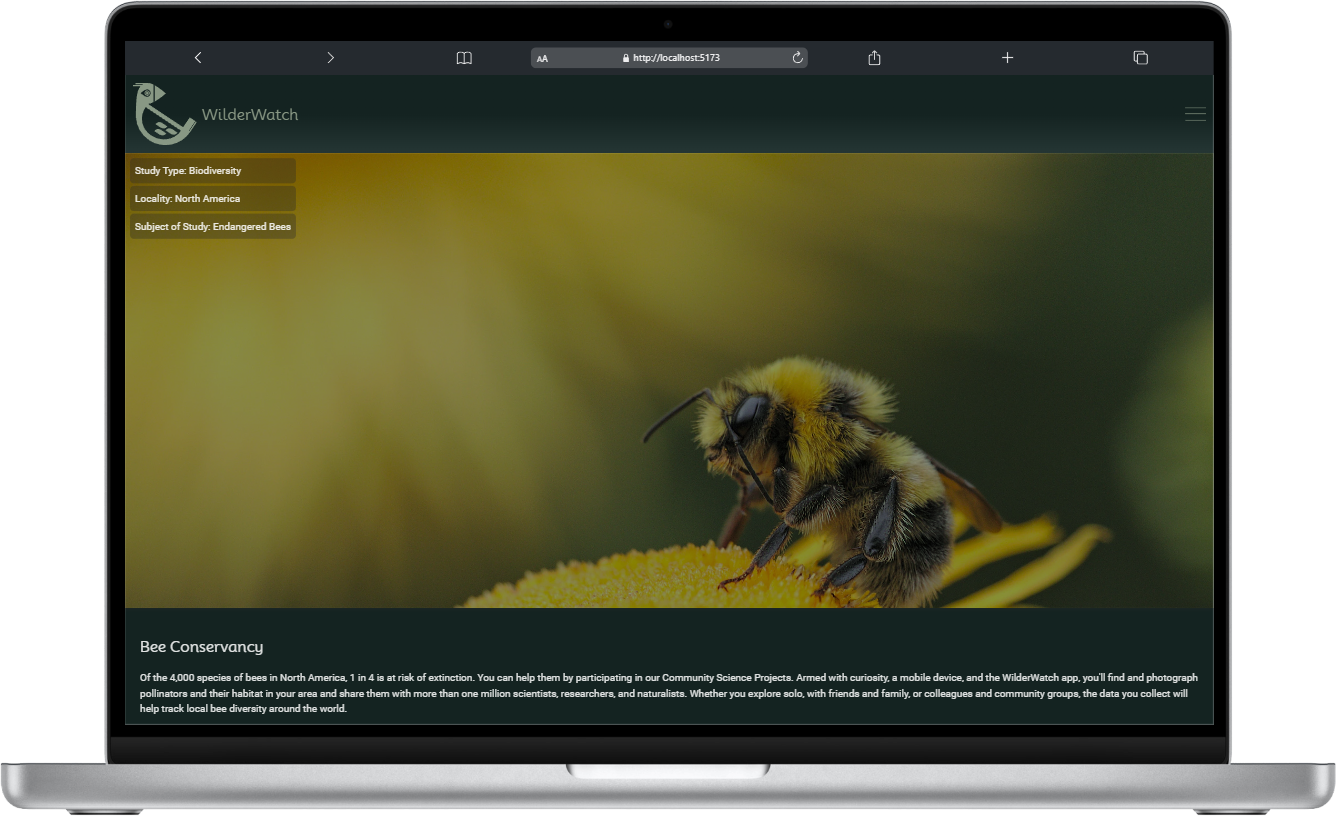 AA
http://localhost:5173
WilderWatch
Study Type: Biodiversity
Locality: North America
Subject of Study: Endangered Bees
Bee Conservancy
Of the 4,000 species of bees in North America, 1 in 4 is at risk of extinction. You can help them by participating in our Community Science Projects. Armed with curiosity, a mobile device, and the WilderWatch app, you'll find and photograph
pollinators and their habitat in your area and share them with more than one million scientists, researchers, and naturalists. Whether you explore solo, with friends and family, or colleagues and community groups, the data you collect will
help track local bee diversity around the world.